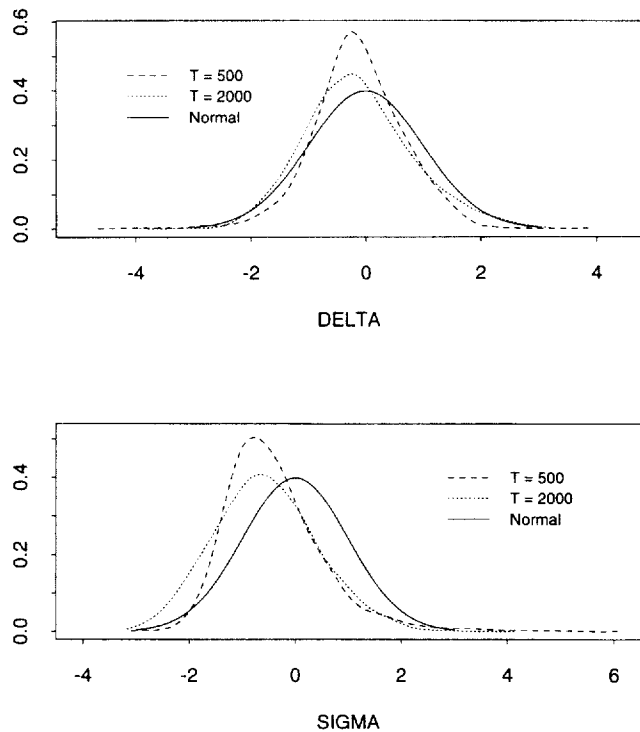 0.6
0.4
0.2
0.0
T = 500
T = 2000
Normal
-4 -2 0 2 4
DELTA
0.4
0.2
0.0
T = 500
T = 2000
Normal
-4 -2 0 2 4 6
SIGMA